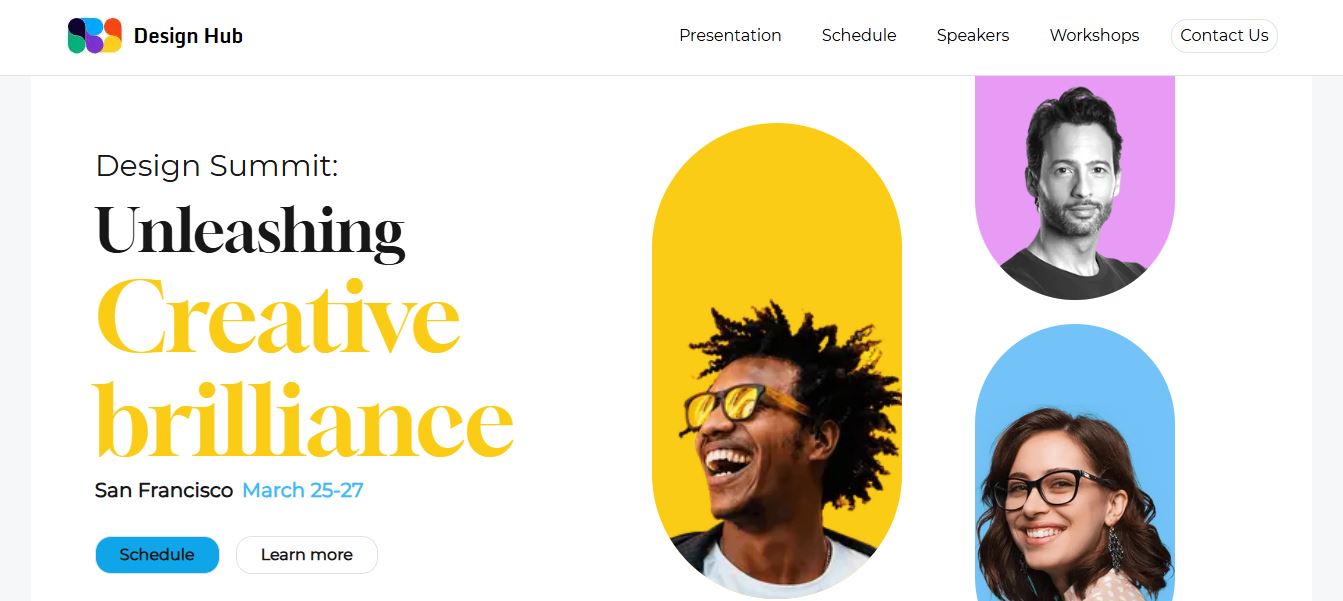 Design Hub
Presentation
Schedule
Speakers
Workshops
Contact Us
Design Summit:
Unleashing
Creative
brilliance
San Francisco March 25-27
Schedule
Learn more